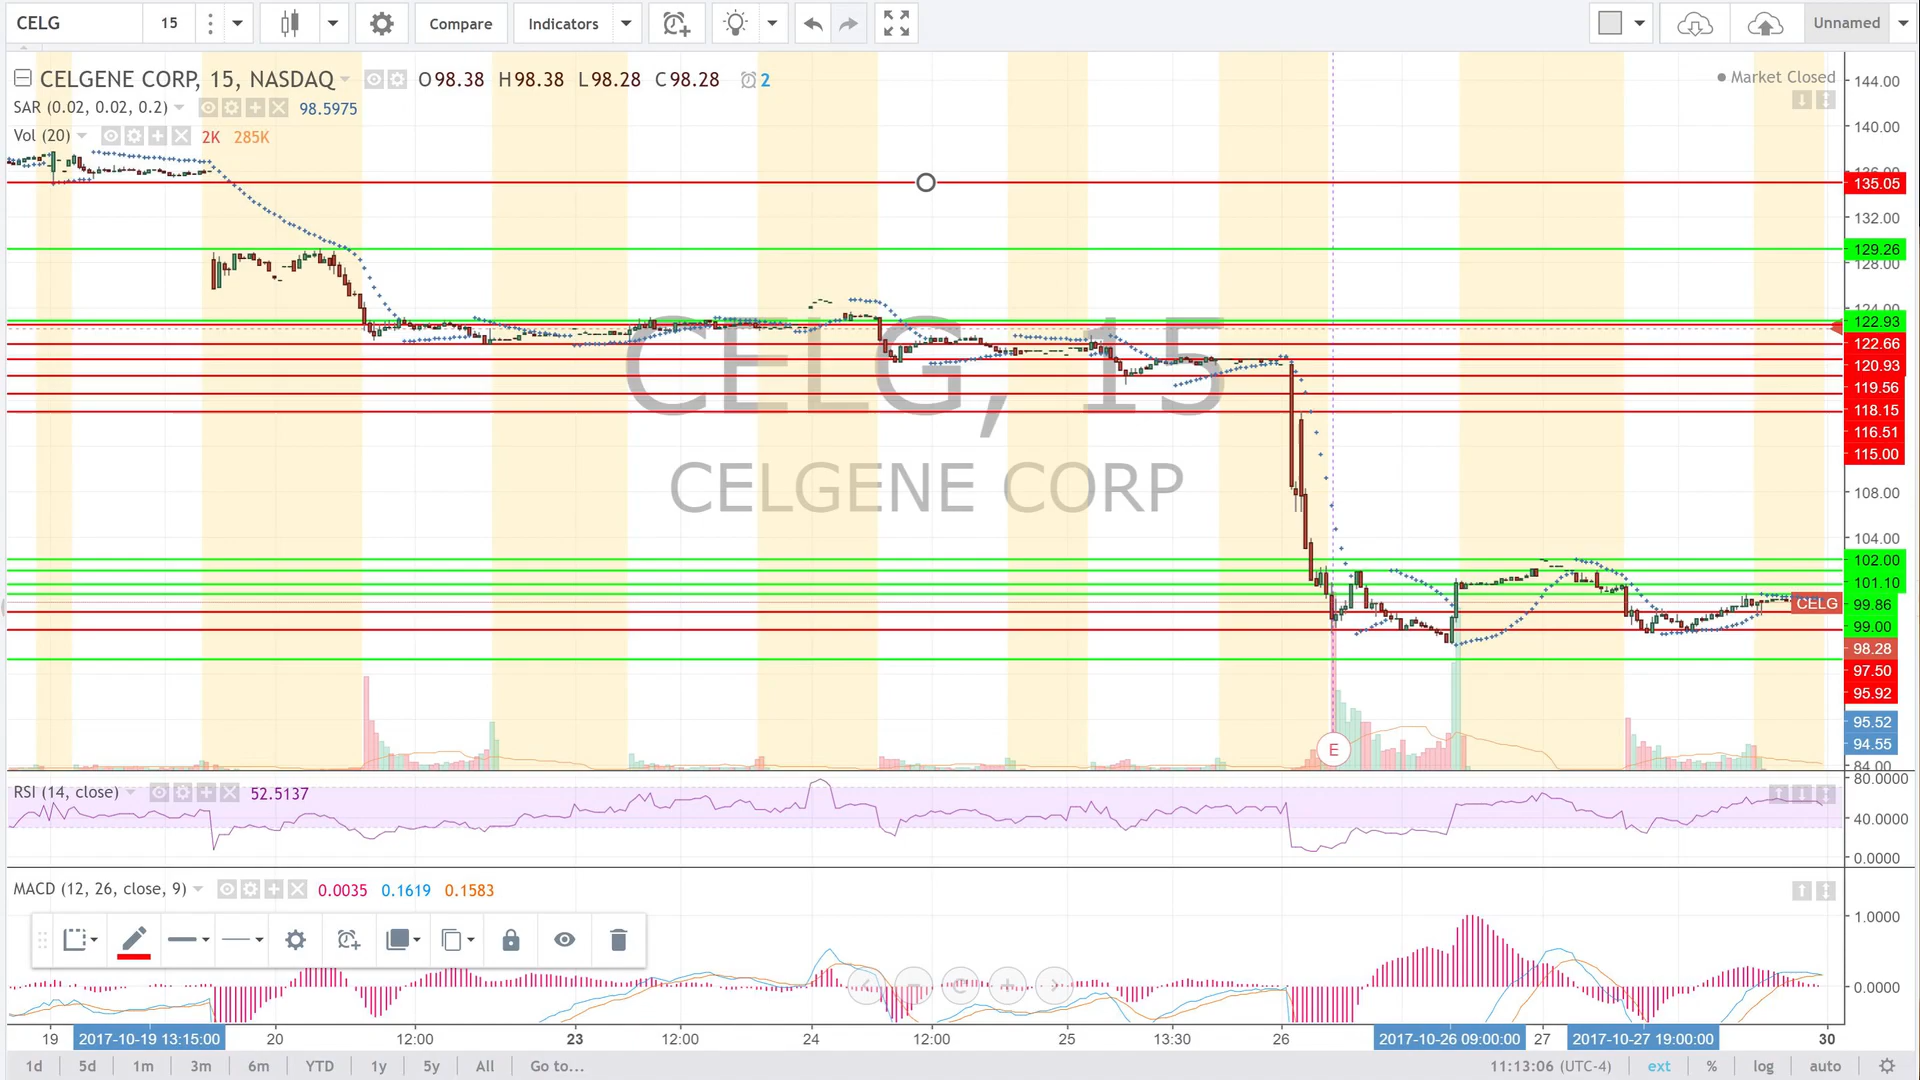 CELG 15 Compare Indicators Unnamed
CELGENE CORP, 15, NASDAQ O98.38 H98.38 L98.28 C98.28 2
Market Closed
SAR (0.02, 0.02, 0.2) 98.5975
Vol (20) 2K 285K
144.00
140.00
135.05
132.00
129.26
128.00
124.00
122.93
122.66
120.93
119.56
118.15
116.51
115.00
108.00
104.00
102.00
101.10
99.86
99.00
98.28
97.50
95.92
95.52
94.55
84.00
CELG, 15
CELGENE CORP
CELG
E
RSI (14, close) 52.5137
80.0000
40.0000
0.0000
MACD (12, 26, close, 9) 0.0035 0.1619 0.1583
1.0000
0.0000
19 2017-10-19 13:15:00 20 12:00 23 12:00 24 12:00 25 13:30 26 2017-10-26 09:00:00 27 2017-10-27 19:00:00 30
1d 5d 1m 3m 6m YTD 1y 5y All Go to... 11:13:06 (UTC-4) ext % log auto